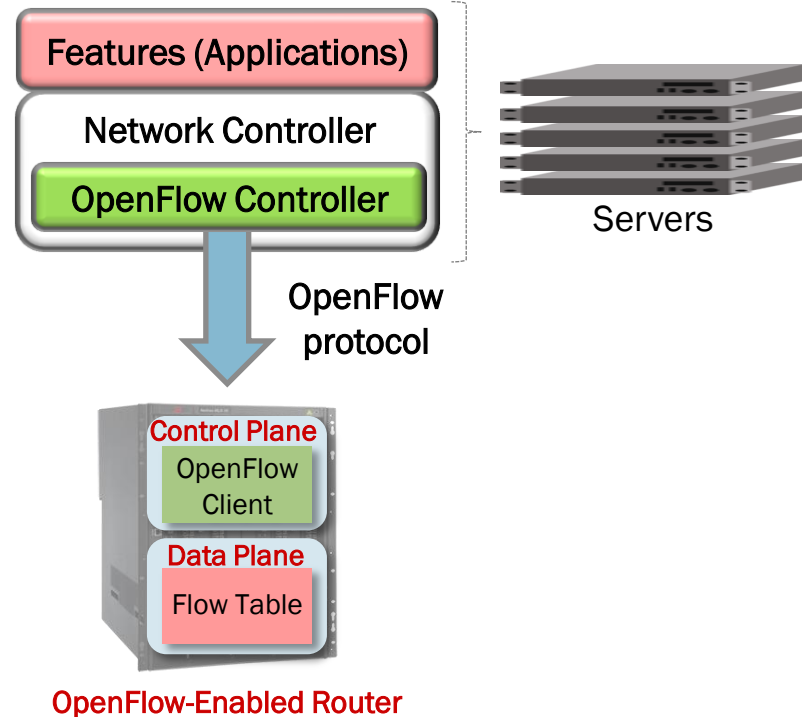 Features (Applications)
Network Controller
OpenFlow Controller
Servers
OpenFlow
protocol
Control Plane
OpenFlow
Client
Data Plane
Flow Table
OpenFlow-Enabled Router